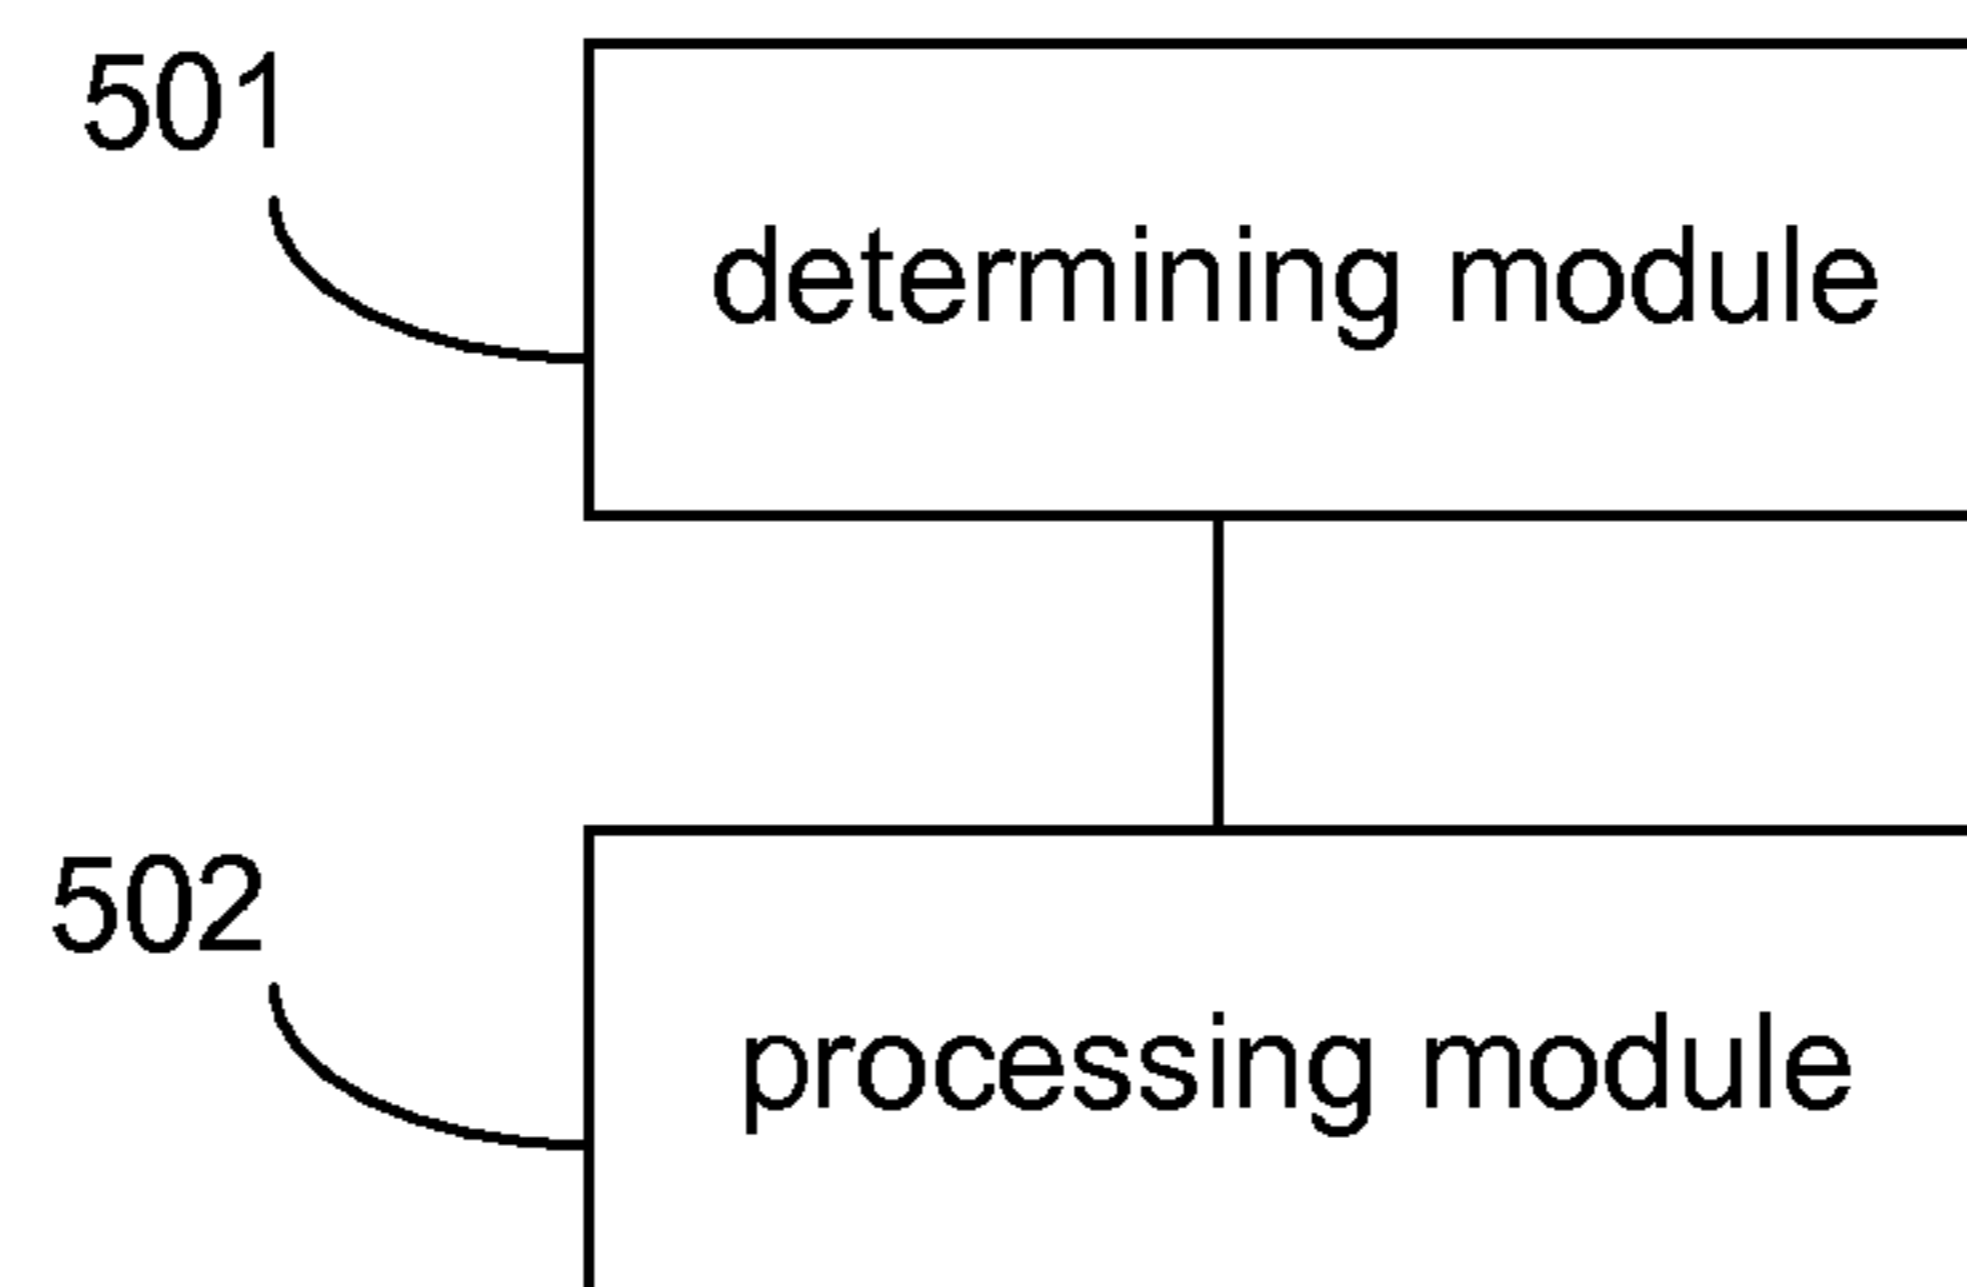 501
determining module
502
processing module